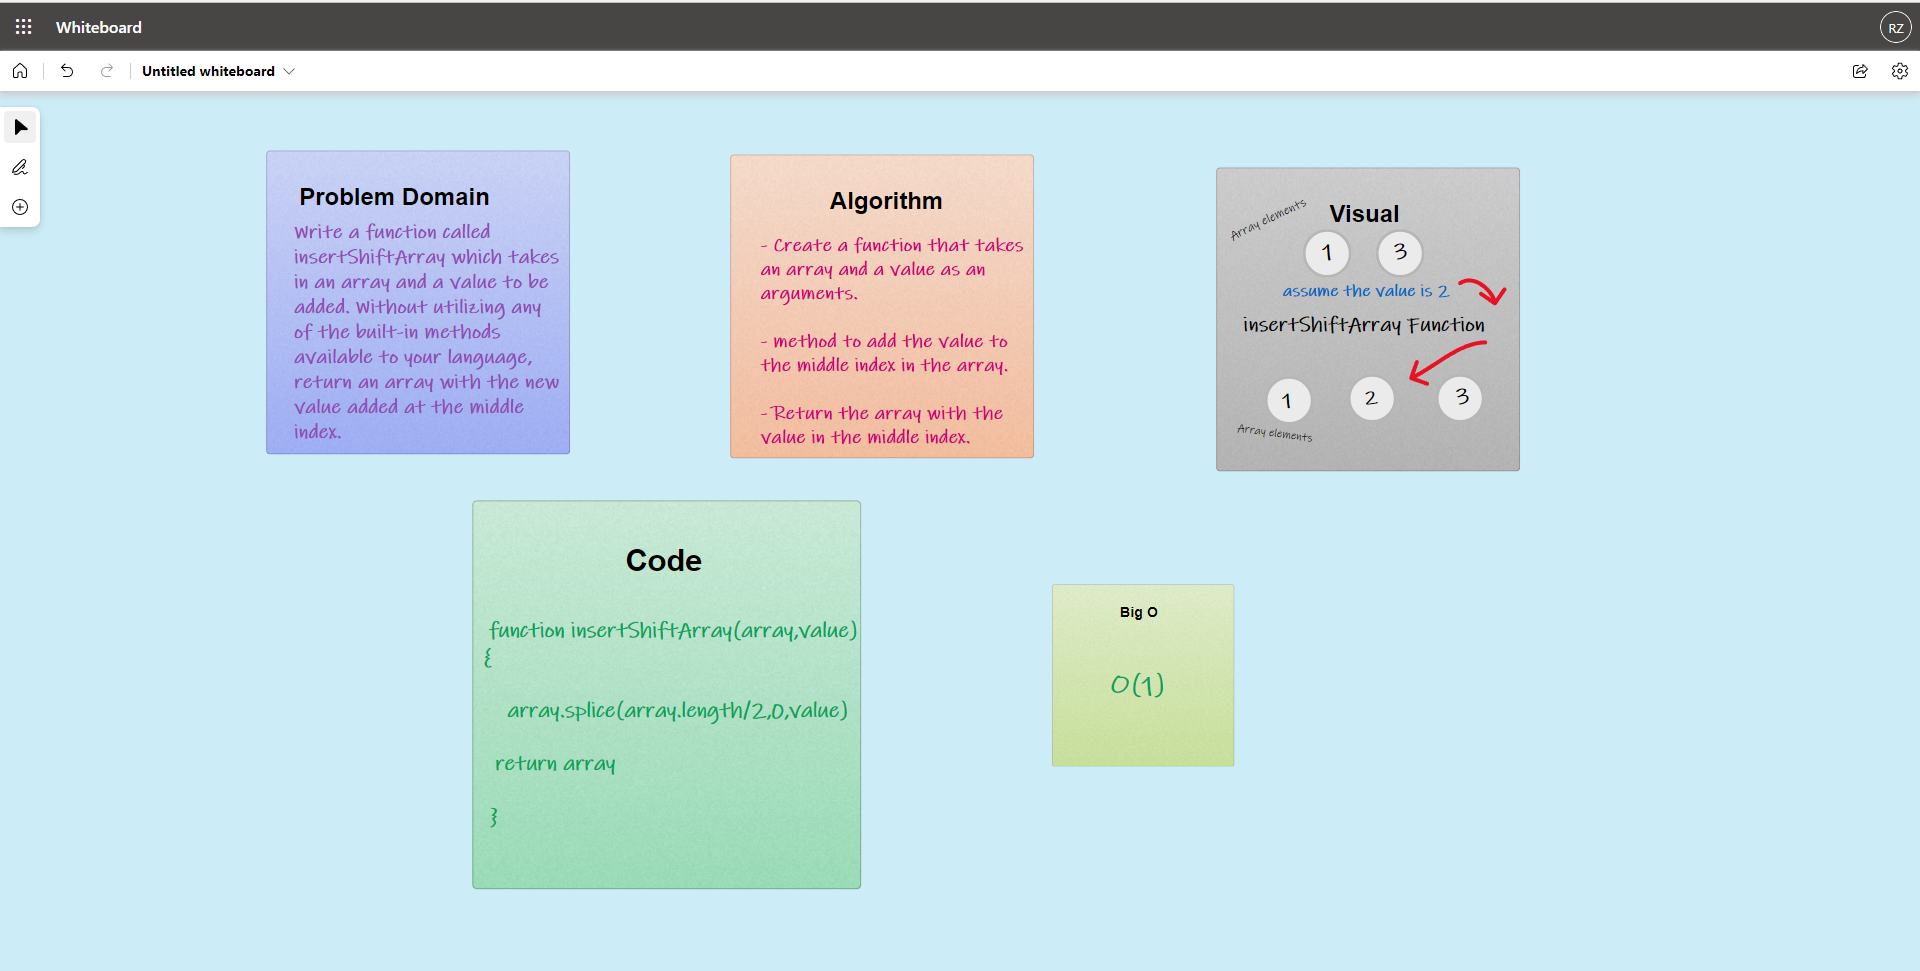 Whiteboard
RZ
Untitled whiteboard
Problem Domain
Write a function called
insertShiftArray which takes
in an array and a value to be
added. Without utilizing any
of the built-in methods
available to your language,
return an array with the new
value added at the middle
index.
Algorithm
- Create a function that takes
an array and a value as an
arguments.
- method to add the value to
the middle index in the array.
- Return the array with the
value in the middle index.
Array elements
Visual
1 3
assume the value is 2
insertShiftArray Function
1 2 3
Array elements
Code
function insertShiftArray(array,value)
{
array.splice(array.length/2,0,value)
return array
}
Big O
O(1)